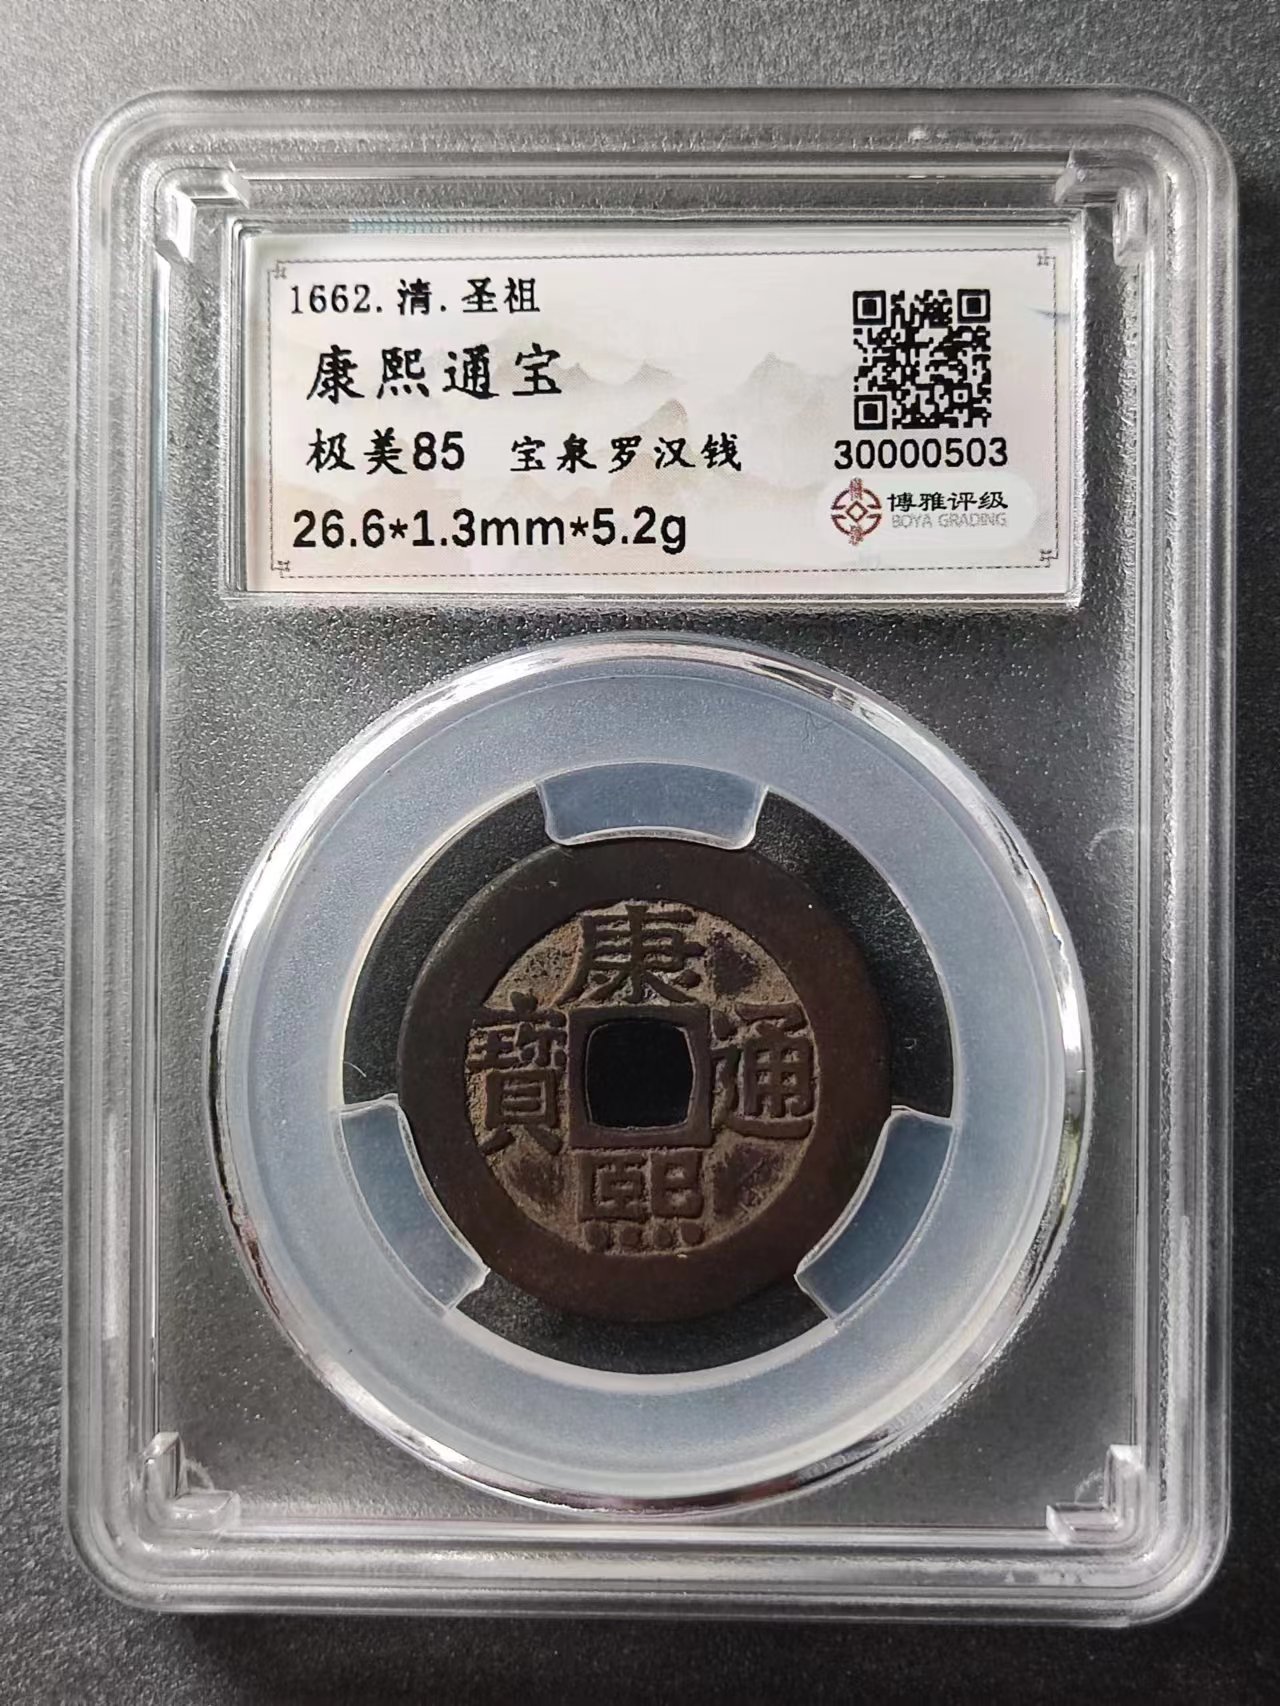 1662.清.圣祖
康熙通宝
极美85 宝泉罗汉钱
26.6*1.3mm*5.2g
30000503
博雅评级
BOYA GRADING
康熙通寶